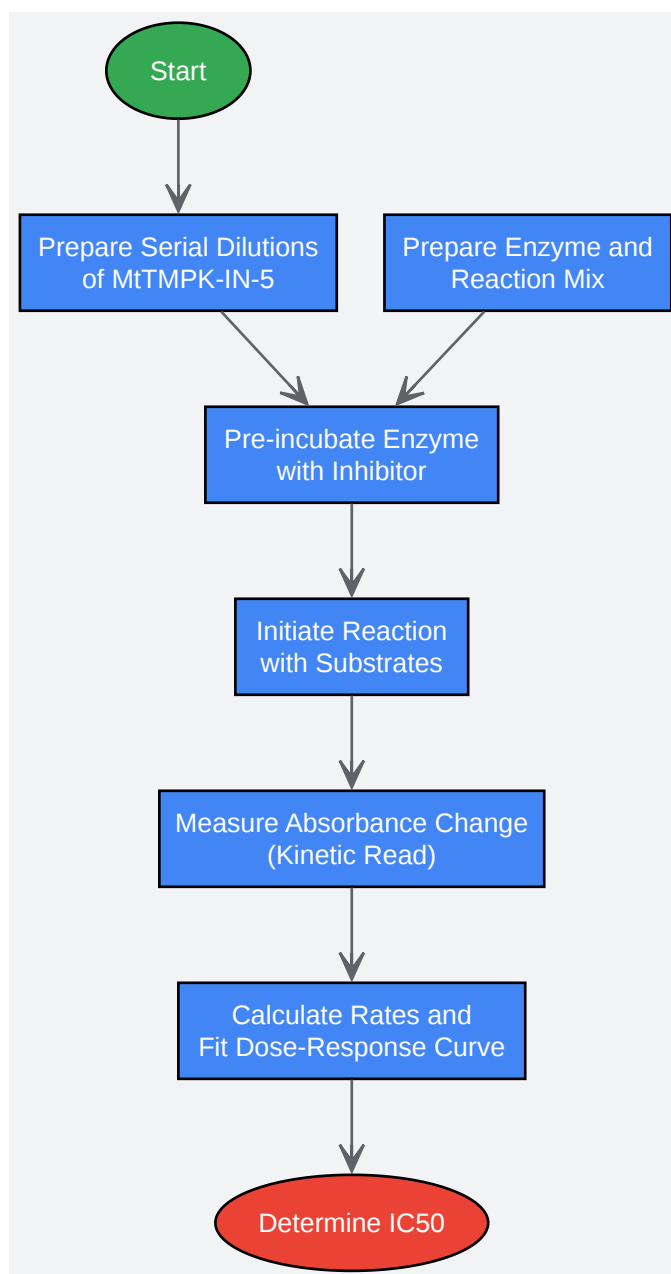 Start
Prepare Serial Dilutions
of MtTMPK-IN-5
Prepare Enzyme and
Reaction Mix
Pre-incubate Enzyme
with Inhibitor
Initiate Reaction
with Substrates
Measure Absorbance Change
(Kinetic Read)
Calculate Rates and
Fit Dose-Response Curve
Determine IC50